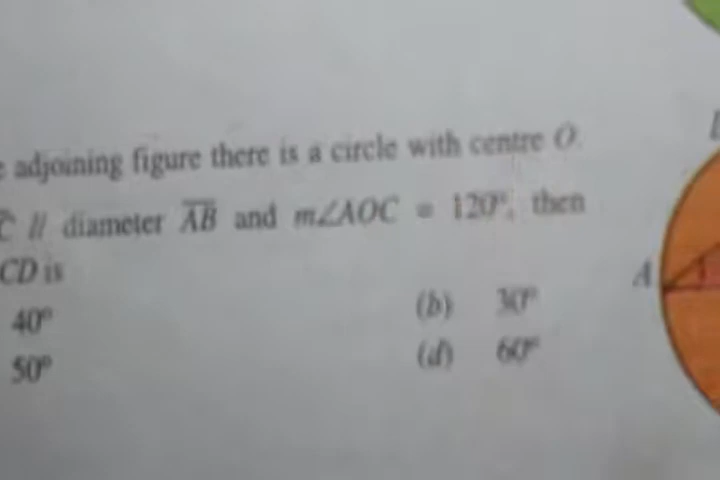 adjoining figure there is a circle with centre O.
C // diameter AB and m∠AOC = 120°, then
CD is
40° (b) 30°
50° (d) 60°
A